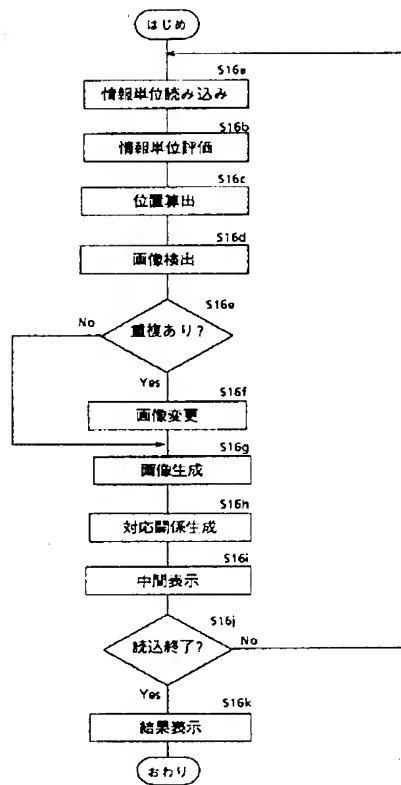 はじめ
S16a
情報単位読み込み
S16b
情報単位評価
S16c
位置算出
S16d
画像検出
S16e
重複あり?
No
Yes
S16f
画像変更
S16g
画像生成
S16h
対応関係生成
S16i
中間表示
S16j
読込終了?
No
Yes
S16k
結果表示
おわり